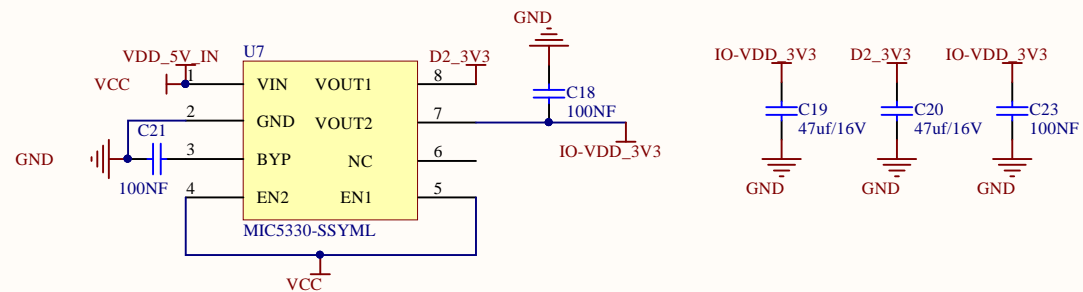 GND
VDD_5V_IN
U7
D2_3V3
IO-VDD_3V3
D2_3V3
IO-VDD_3V3
VCC
1
VIN
VOUT1
8
C18
100NF
C19
47uf/16V
C20
47uf/16V
C23
100NF
2
GND
VOUT2
7
C21
GND
3
BYP
NC
6
IO-VDD_3V3
100NF
4
EN2
EN1
5
GND
GND
GND
MIC5330-SSYML
VCC